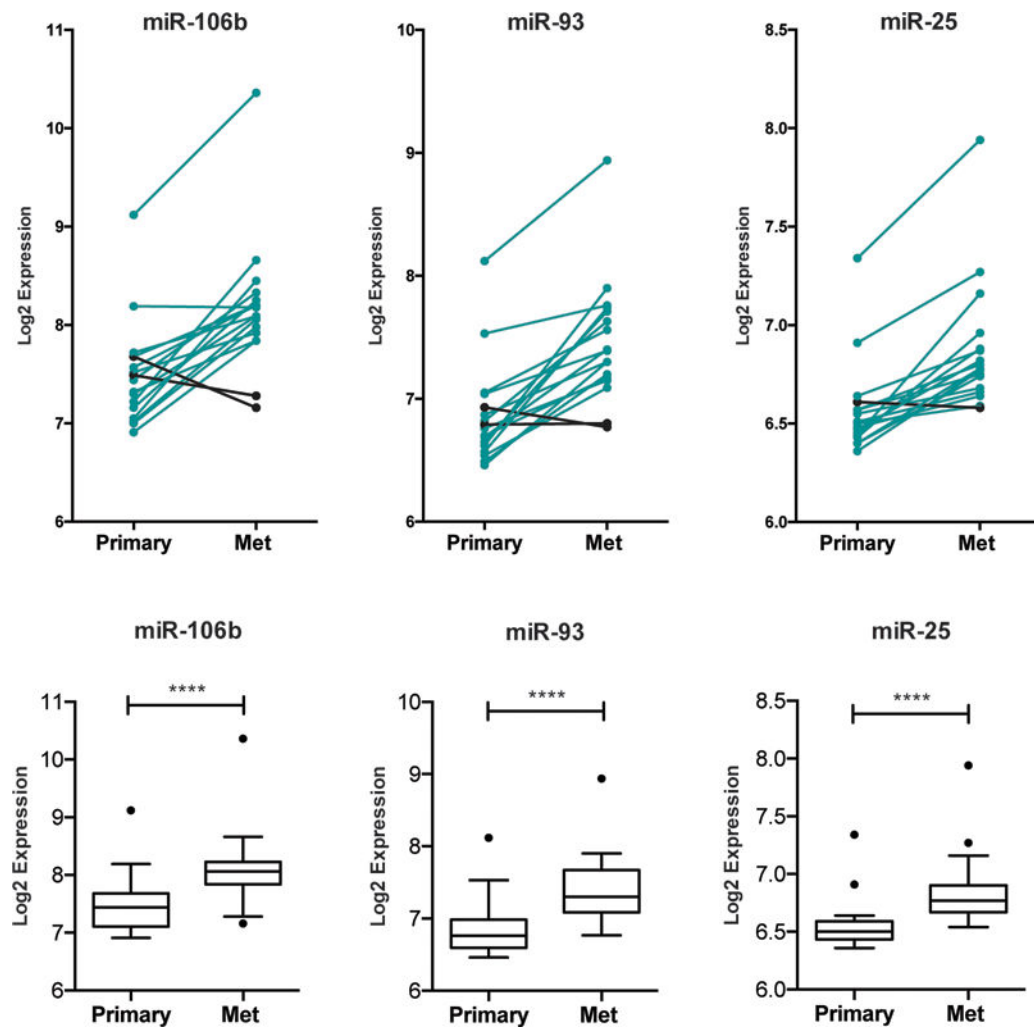 miR-106b
11
10
9
8
7
6
Log2 Expression
Primary Met
miR-93
10
9
8
7
6
Log2 Expression
Primary Met
miR-25
8.5
8.0
7.5
7.0
6.5
6.0
Log2 Expression
Primary Met
miR-106b
****
11
10
9
8
7
6
Log2 Expression
Primary Met
miR-93
****
10
9
8
7
6
Log2 Expression
Primary Met
miR-25
****
8.5
8.0
7.5
7.0
6.5
6.0
Log2 Expression
Primary Met